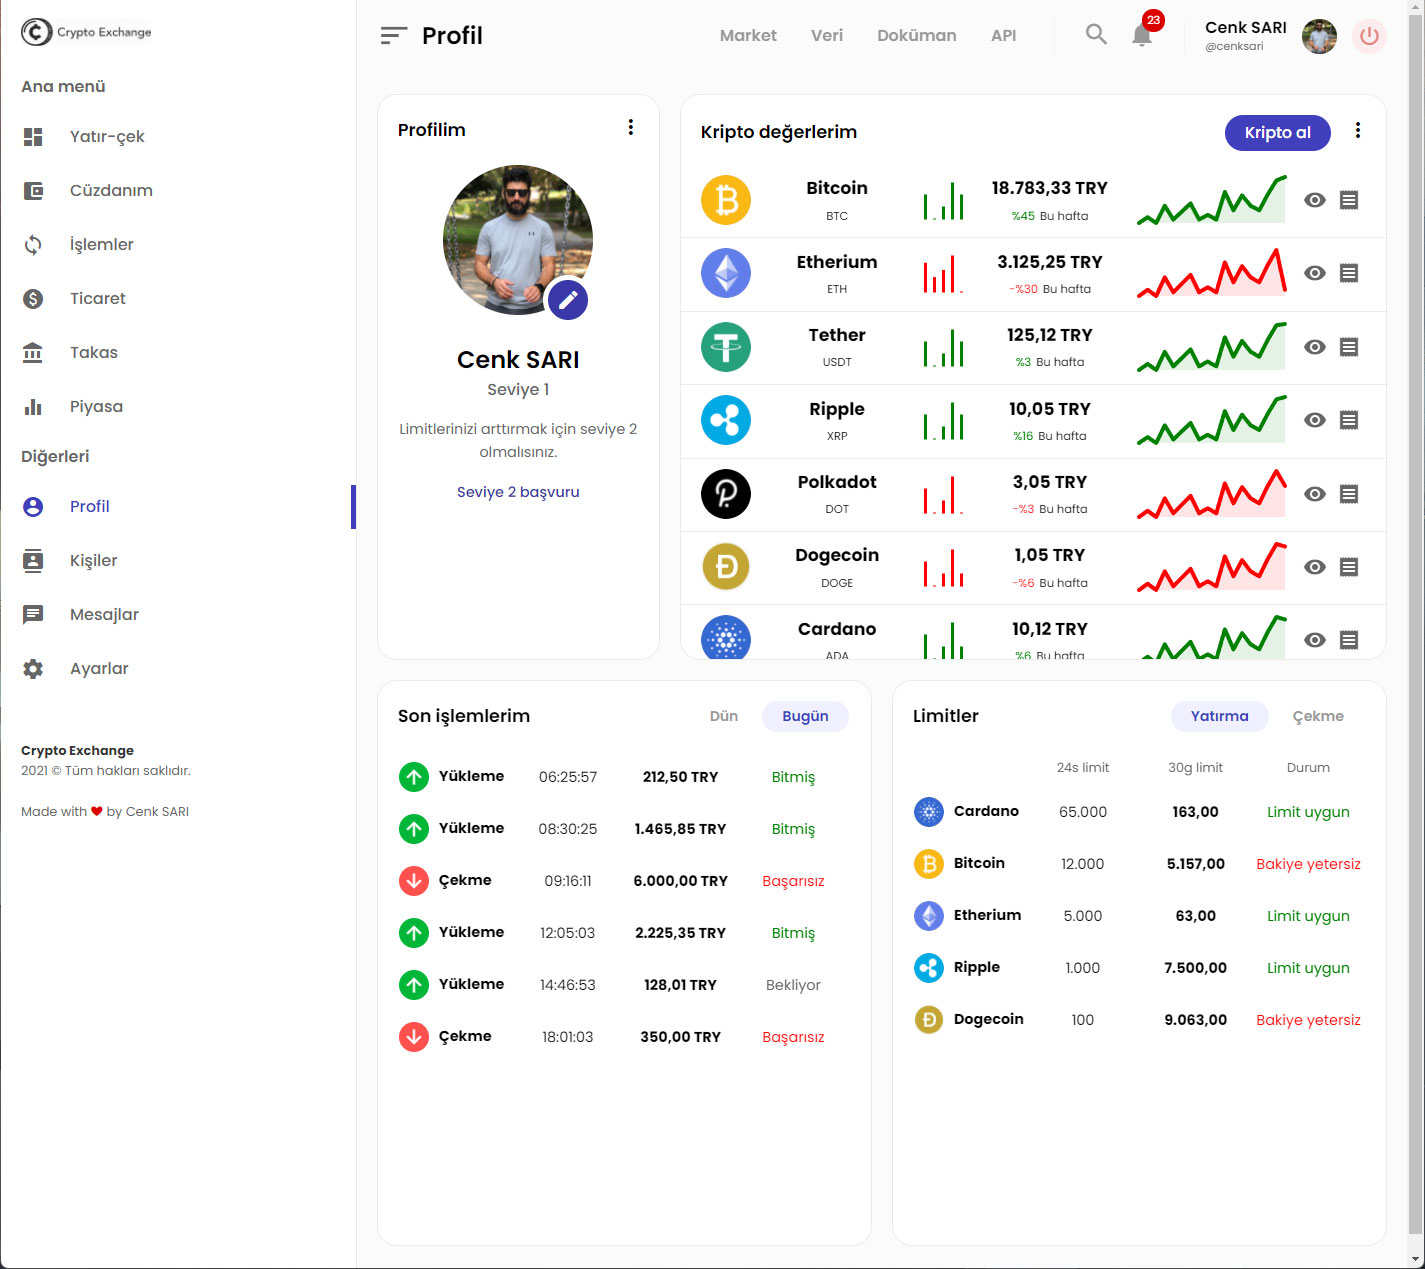 Crypto Exchange
Ana menü
Yatır-çek
Cüzdanım
İşlemler
Ticaret
Takas
Piyasa
Diğerleri
Profil
Kişiler
Mesajlar
Ayarlar
Crypto Exchange
2021 © Tüm hakları saklıdır.
Made with ❤ by Cenk SARI
Profil
Market Veri Doküman API
23
Cenk SARI
@cenksari
Profilim
Cenk SARI
Seviye 1
Limitlerinizi arttırmak için seviye 2
olmalısınız.
Seviye 2 başvuru
Kripto değerlerim
Kripto al
Bitcoin 18.783,33 TRY
BTC %45 Bu hafta
Etherium 3.125,25 TRY
ETH -%30 Bu hafta
Tether 125,12 TRY
USDT %3 Bu hafta
Ripple 10,05 TRY
XRP %16 Bu hafta
Polkadot 3,05 TRY
DOT -%3 Bu hafta
Dogecoin 1,05 TRY
DOGE -%6 Bu hafta
Cardano 10,12 TRY
ADA %6 Bu hafta
Son işlemlerim
Dün Bugün
Yükleme 06:25:57 212,50 TRY Bitmiş
Yükleme 08:30:25 1.465,85 TRY Bitmiş
Çekme 09:16:11 6.000,00 TRY Başarısız
Yükleme 12:05:03 2.225,35 TRY Bitmiş
Yükleme 14:46:53 128,01 TRY Bekliyor
Çekme 18:01:03 350,00 TRY Başarısız
Limitler
Yatırma Çekme
24s limit 30g limit Durum
Cardano 65.000 163,00 Limit uygun
Bitcoin 12.000 5.157,00 Bakiye yetersiz
Etherium 5.000 63,00 Limit uygun
Ripple 1.000 7.500,00 Limit uygun
Dogecoin 100 9.063,00 Bakiye yetersiz